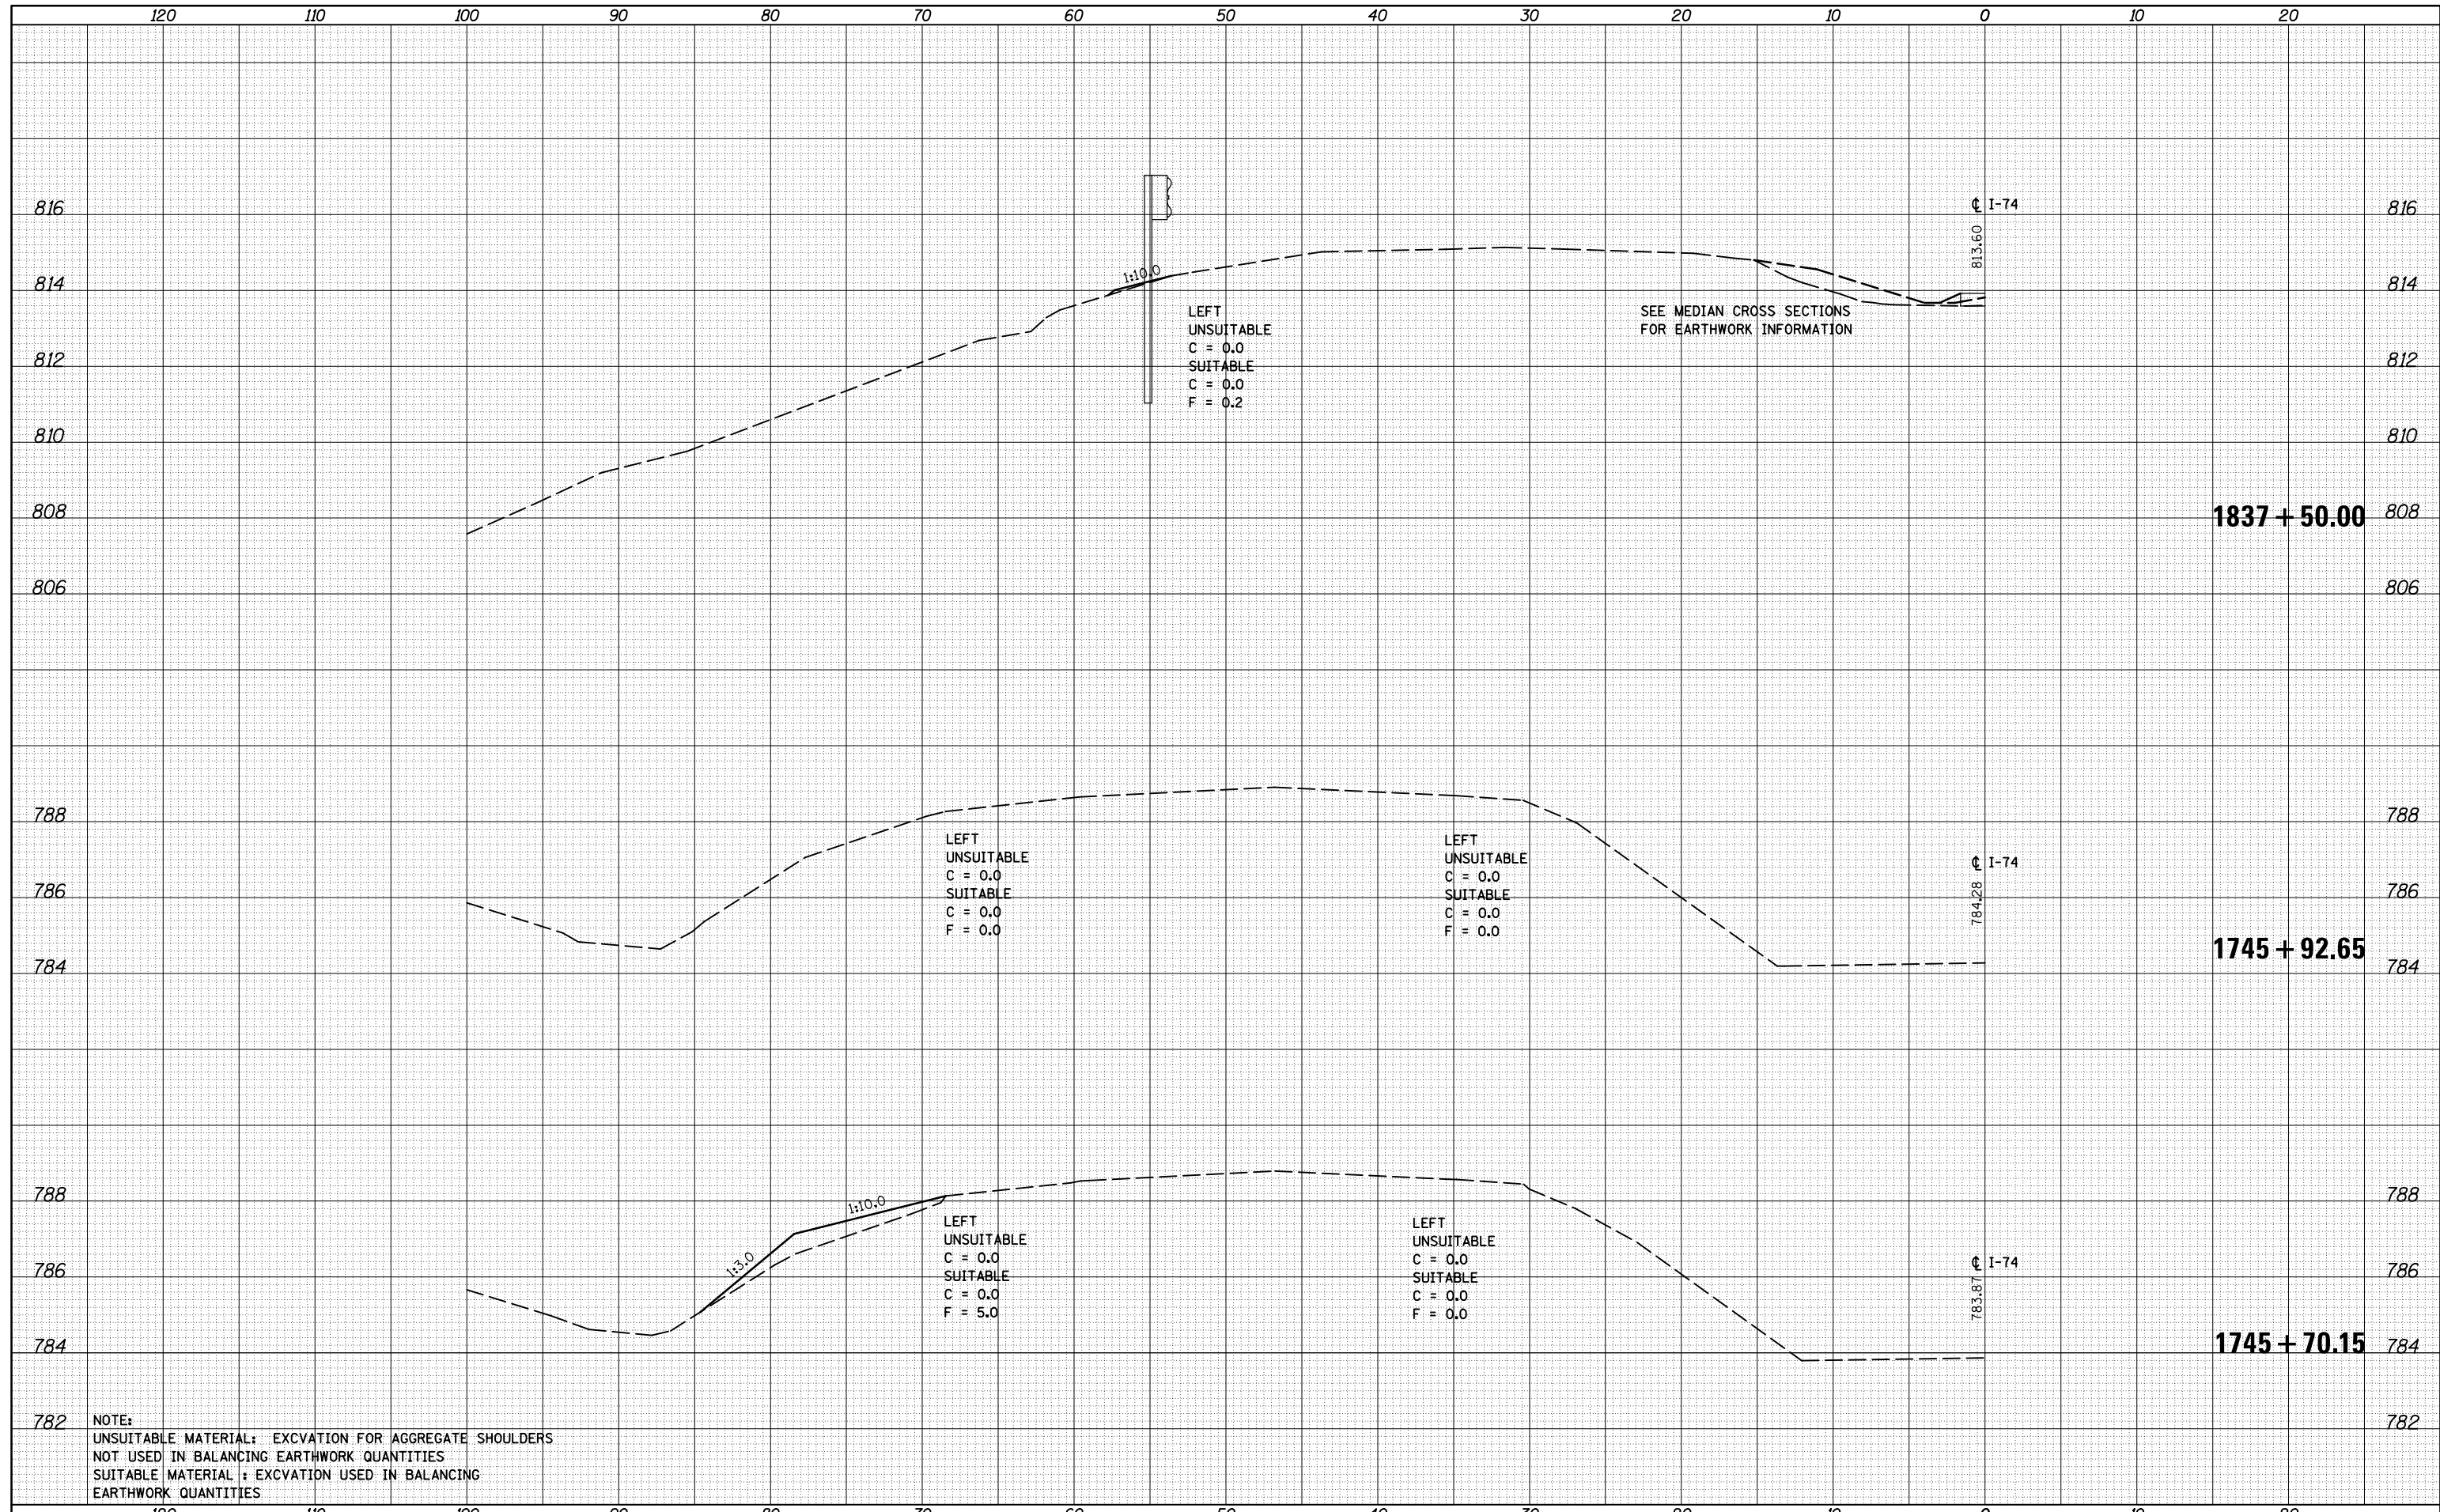 120 110 100 90 80 70 60 50 40 30 20 10 0 10 20
816 ℄ I-74 816
813.60
1:10.0
814 814
LEFT
UNSUITABLE
C = 0.0
SUITABLE
C = 0.0
F = 0.2
SEE MEDIAN CROSS SECTIONS
FOR EARTHWORK INFORMATION
812 812
810 810
808 1837+50.00 808
806 806
788 788
LEFT
UNSUITABLE
C = 0.0
SUITABLE
C = 0.0
F = 0.0
LEFT
UNSUITABLE
C = 0.0
SUITABLE
C = 0.0
F = 0.0
℄ I-74
784.28
786 786
1745+92.65
784 784
788 788
1:10.0
1:3.0
LEFT
UNSUITABLE
C = 0.0
SUITABLE
C = 0.0
F = 5.0
LEFT
UNSUITABLE
C = 0.0
SUITABLE
C = 0.0
F = 0.0
℄ I-74
783.87
786 786
784 1745+70.15 784
782 782
NOTE:
UNSUITABLE MATERIAL: EXCVATION FOR AGGREGATE SHOULDERS
NOT USED IN BALANCING EARTHWORK QUANTITIES
SUITABLE MATERIAL : EXCVATION USED IN BALANCING
EARTHWORK QUANTITIES